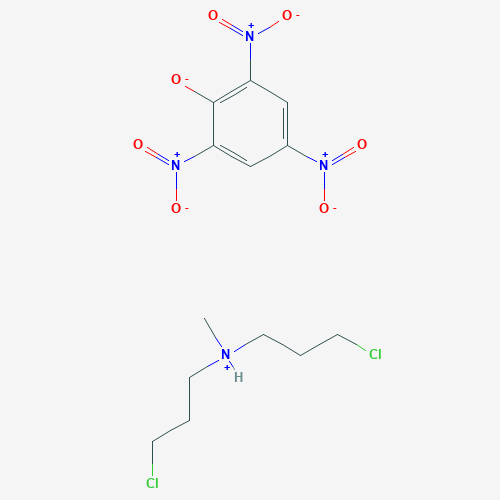 O N + O -
O -
O N + O - N + O
O - O -
N + H Cl
Cl